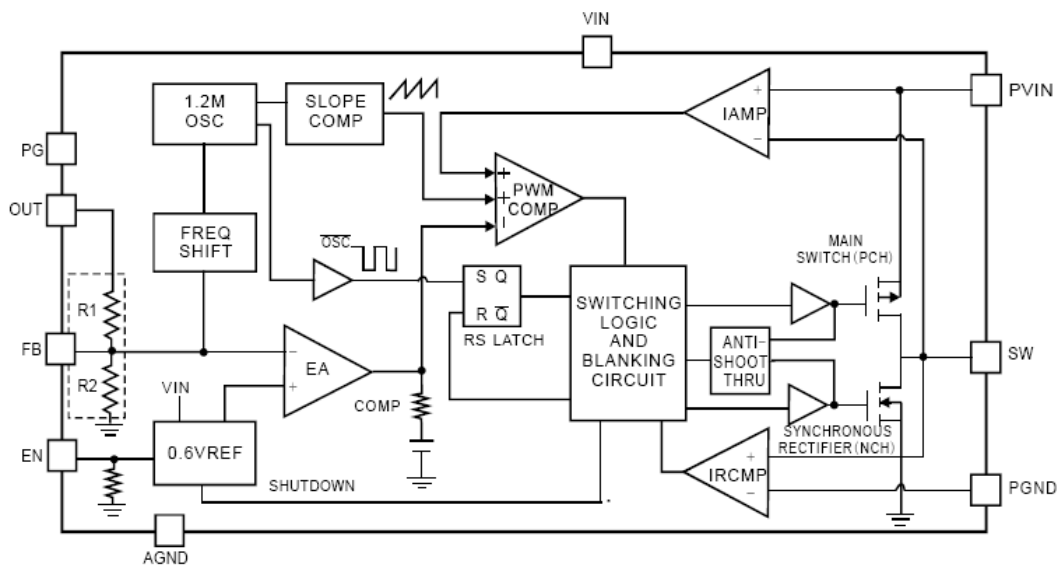 VIN
1.2M
OSC
SLOPE
COMP
IAMP
+
−
PVIN
PG
OUT
FREQ
SHIFT
+
+
−
PWM
COMP
OSC
MAIN
SWITCH (PCH)
R1
S Q
R Q
RS LATCH
SWITCHING
LOGIC
AND
BLANKING
CIRCUIT
ANTI-
SHOOT
THRU
FB
−
+
EA
SW
R2
VIN
COMP
EN
0.6VREF
SHUTDOWN
SYNCHRONOUS
RECTIFIER (NCH)
IRCMP
+
−
PGND
AGND